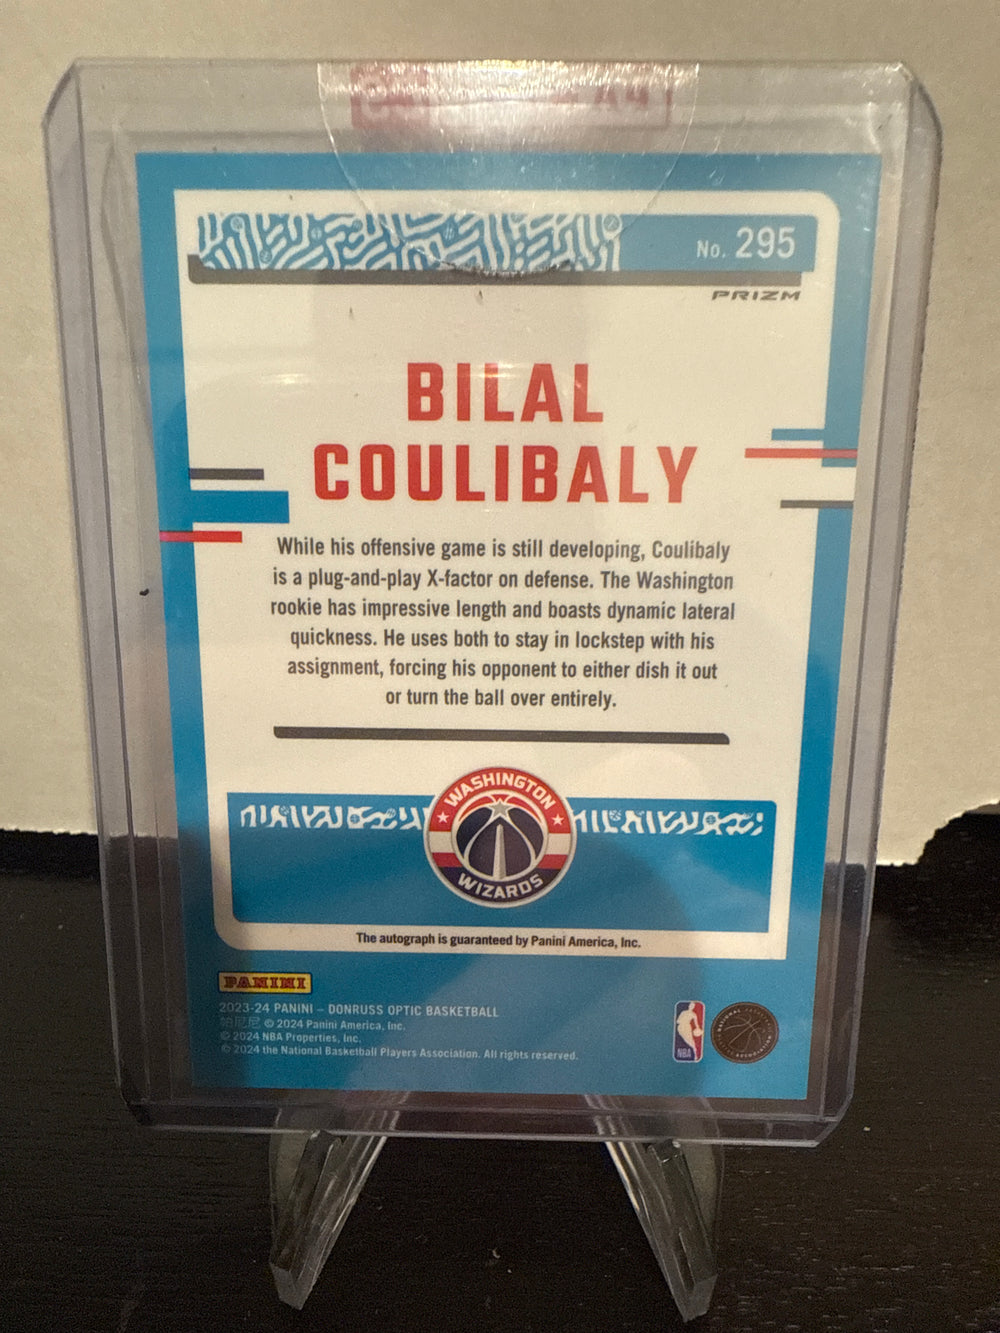 No. 295
PRIZM
BILAL
COULIBALY
While his offensive game is still developing, Coulibaly
is a plug-and-play X-factor on defense. The Washington
rookie has impressive length and boasts dynamic lateral
quickness. He uses both to stay in lockstep with his
assignment, forcing his opponent to either dish it out
or turn the ball over entirely.
WASHINGTON
WIZARDS
The autograph is guaranteed by Panini America, Inc.
PANINI
2023-24 PANINI – DONRUSS OPTIC BASKETBALL
帕尼尼 © 2024 Panini America, Inc.
© 2024 NBA Properties, Inc.
© 2024 the National Basketball Players Association. All rights reserved.
NBA